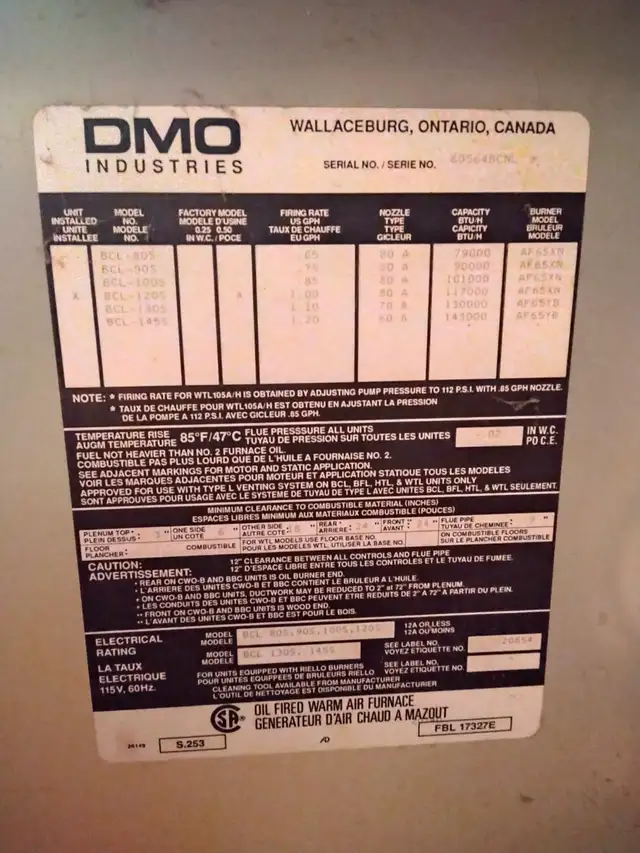 DMO
INDUSTRIES
WALLACEBURG, ONTARIO, CANADA
SERIAL NO. / SERIE NO.
UNIT INSTALLED UNITE INSTALLEE
MODEL NO. MODELE NO.
FACTORY MODEL MODELE D'USINE 0.25 0.50 IN W.C. / POCE
FIRING RATE US GPH TAUX DE CHAUFFE EU GPH
NOZZLE TYPE TYPE GICLEUR
CAPACITY BTU/H CAPACITY BTU/H
BURNER MODEL BRULEUR MODELE
BCL-80S 65 80 A 79000 AF65XN
BCL-90S 80 A 90000 AF65XN
BCL-100S 85 80 A 101000 AF65XN
X BCL-120S X 1.00 80 A 117000 AF65XN
BCL-130S 1.10 70 A 130000 AF65YB
BCL-145S 1.20 60 A 143000 AF65YB
NOTE: * FIRING RATE FOR WTL105A/H IS OBTAINED BY ADJUSTING PUMP PRESSURE TO 112 P.S.I. WITH .85 GPH NOZZLE.
* TAUX DE CHAUFFE POUR WTL105A/H EST OBTENU EN AJUSTANT LA PRESSION
DE LA POMPE A 112 P.S.I. AVEC GICLEUR .85 GPH.
TEMPERATURE RISE
AUGM TEMPERATURE 85°F/47°C
FLUE PRESSSURE ALL UNITS
TUYAU DE PRESSION SUR TOUTES LES UNITES
-.02 IN W.C.
PO C.E.
FUEL NOT HEAVIER THAN NO. 2 FURNACE OIL.
COMBUSTIBLE PAS PLUS LOURD QUE DE L'HUILE A FOURNAISE NO. 2.
SEE ADJACENT MARKINGS FOR MOTOR AND STATIC APPLICATION.
VOIR LES MARQUES ADJACENTES POUR MOTEUR ET APPLICATION STATIQUE TOUS LES MODELES
APPROVED FOR USE WITH TYPE L VENTING SYSTEM ON BCL, BFL, HTL, & WTL UNITS ONLY
SONT APPROUVES POUR USAGE AVEC LE SYSTEME DE TUYAU DE TYPE L AVEC UNITES BCL, BFL, HTL, & WTL SEULEMENT.
MINIMUM CLEARANCE TO COMBUSTIBLE MATERIAL (INCHES)
ESPACES LIBRES MINIMUM AUX MATERIAUX COMBUSTIBLE (POUCES)
PLENUM TOP* PLEIN DESSUS:
ONE SIDE UN COTE 6 "
OTHER SIDE: AUTRE COTE:
REAR: ARRIERE: 24 "
FRONT: AVANT: 24 "
FLUE PIPE TUYAU DE CHEMINEE: 9 "
FLOOR PLANCHER: COMBUSTIBLE
FOR WTL MODELS USE FLOOR BASE NO.
POUR LES MODELES WTL, UTILISER LA BASE NO.
ON COMBUSTIBLE FLOORS
SUR LE PLANCHER COMBUSTIBLE
CAUTION: 12" CLEARANCE BETWEEN ALL CONTROLS AND FLUE PIPE
AVERTISSEMENT: 12" D'ESPACE LIBRE ENTRE TOUS LES CONTROLES ET LE TUYAU DE FUMEE.
• REAR ON CWO-B AND BBC UNITS IS OIL BURNER END
• L'ARRIERE DES UNITES CWO-B ET BBC CONTIENT LE BRULEUR A L'HUILE.
• ON CWO-B AND BBC UNITS, DUCTWORK MAY BE REDUCED TO 2" at 72" FROM PLENUM.
• LES CONDUITS DES UNITES CWO-B ET BBC PEUVENT ETRE REDUITS DE 2" A 72" A PARTIR DU PLEIN.
** FRONT ON CWO-B AND BBC UNITS IS WOOD END.
** L'AVANT DES UNITES CWO-B ET BBC EST POUR LE BOIS.
ELECTRICAL RATING
LA TAUX ELECTRIQUE
115V, 60Hz.
MODEL MODELE BCL 80S,90S,100S,120S 12A OR LESS 12A OU MOINS
MODEL MODELE BCL 130S, 145S SEE LABEL NO. VOYEZ ETIQUETTE NO. 20654
FOR UNITS EQUIPPED WITH RIELLO BURNERS
POUR UNITES EQUIPPEES DE BRULEURS RIELLO
SEE LABEL NO. VOYEZ ETIQUETTE NO.
CLEANING TOOL AVAILABLE FROM MANUFACTURER
L'OUTIL DE NETTOYAGE EST DISPONIBLE DU MANUFACTURIER
OIL FIRED WARM AIR FURNACE
GENERATEUR D'AIR CHAUD A MAZOUT
S.253
FBL 17327E